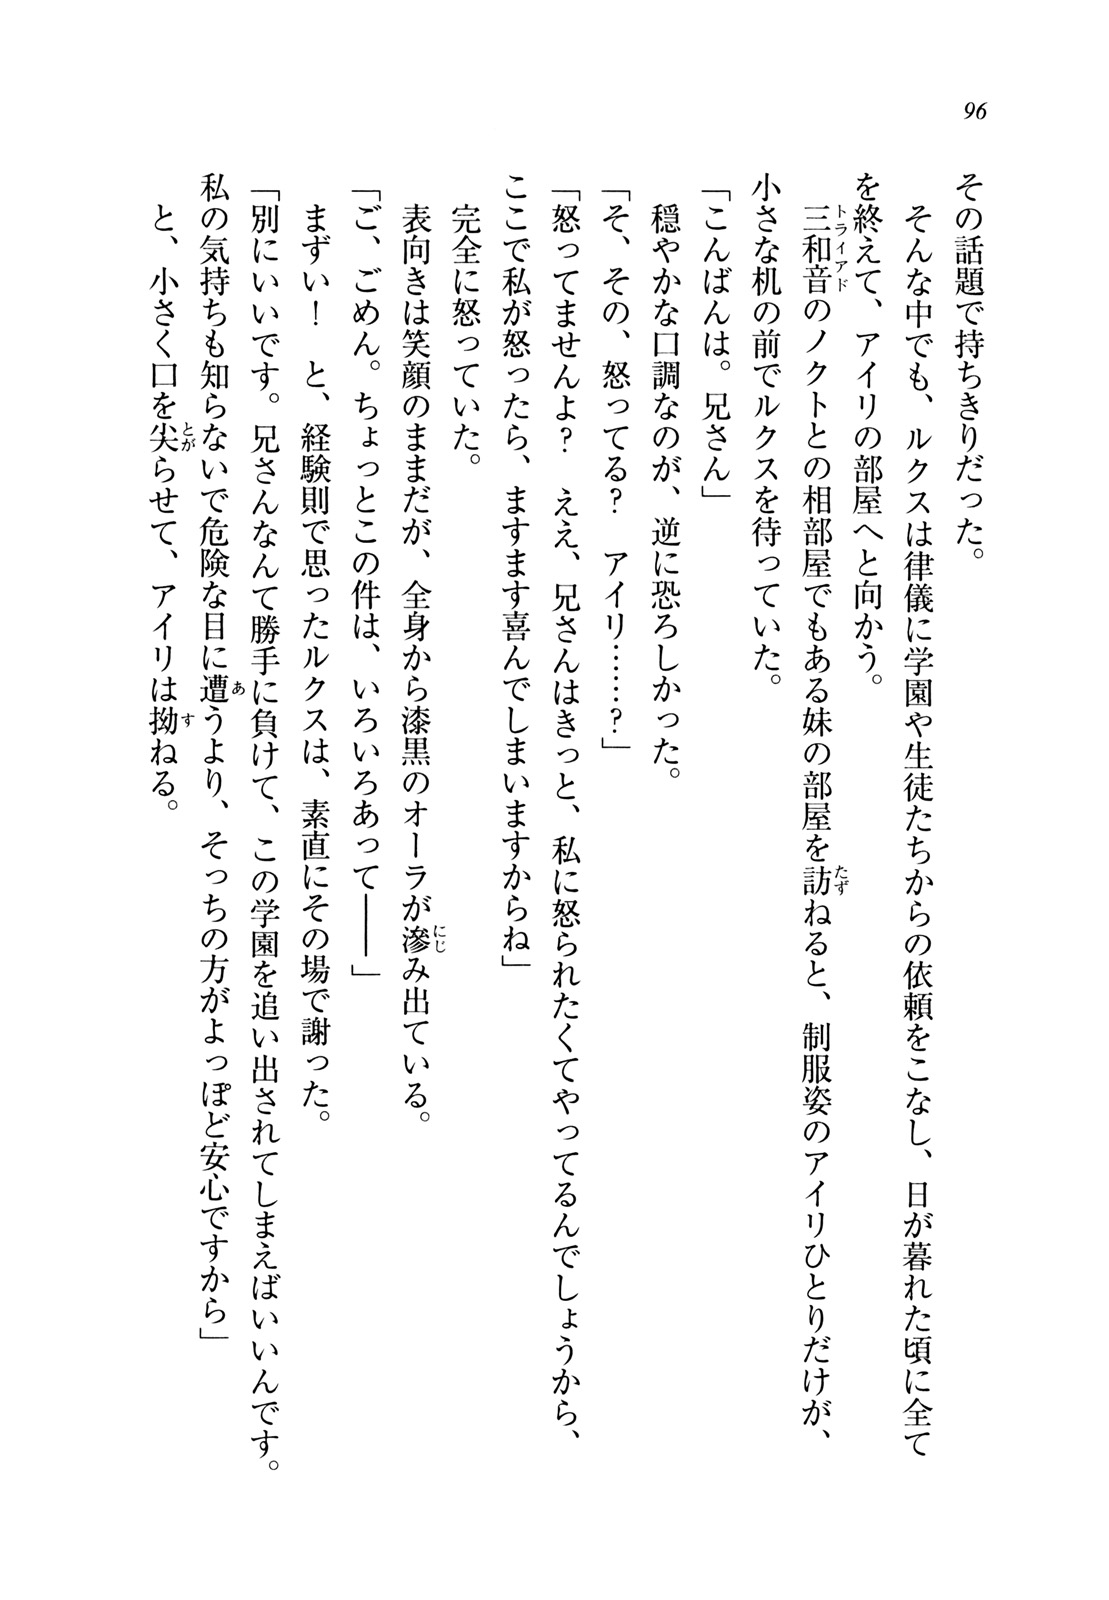 96
その話題で持ちきりだった。
　そんな中でも、ルクスは律儀に学園や生徒たちからの依頼をこなし、日が暮れた頃に全て
を終えて、アイリの部屋へと向かう。
　三和音のノクトとの相部屋でもある妹の部屋を訪ねると、制服姿のアイリひとりだけが、
トライアド
たず
小さな机の前でルクスを待っていた。
「こんばんは。兄さん」
　穏やかな口調なのが、逆に恐ろしかった。
「そ、その、怒ってる？　アイリ……？」
「怒ってませんよ？　ええ、兄さんはきっと、私に怒られたくてやってるんでしょうから、
ここで私が怒ったら、ますます喜んでしまいますからね」
　完全に怒っていた。
　表向きは笑顔のままだが、全身から漆黒のオーラが滲み出ている。
にじ
「ご、ごめん。ちょっとこの件は、いろいろあって――」
　まずい！　と、経験則で思ったルクスは、素直にその場で謝った。
「別にいいです。兄さんなんて勝手に負けて、この学園を追い出されてしまえばいいんです。
私の気持ちも知らないで危険な目に遭うより、そっちの方がよっぽど安心ですから」
あ
　と、小さく口を尖らせて、アイリは拗ねる。
とが
す